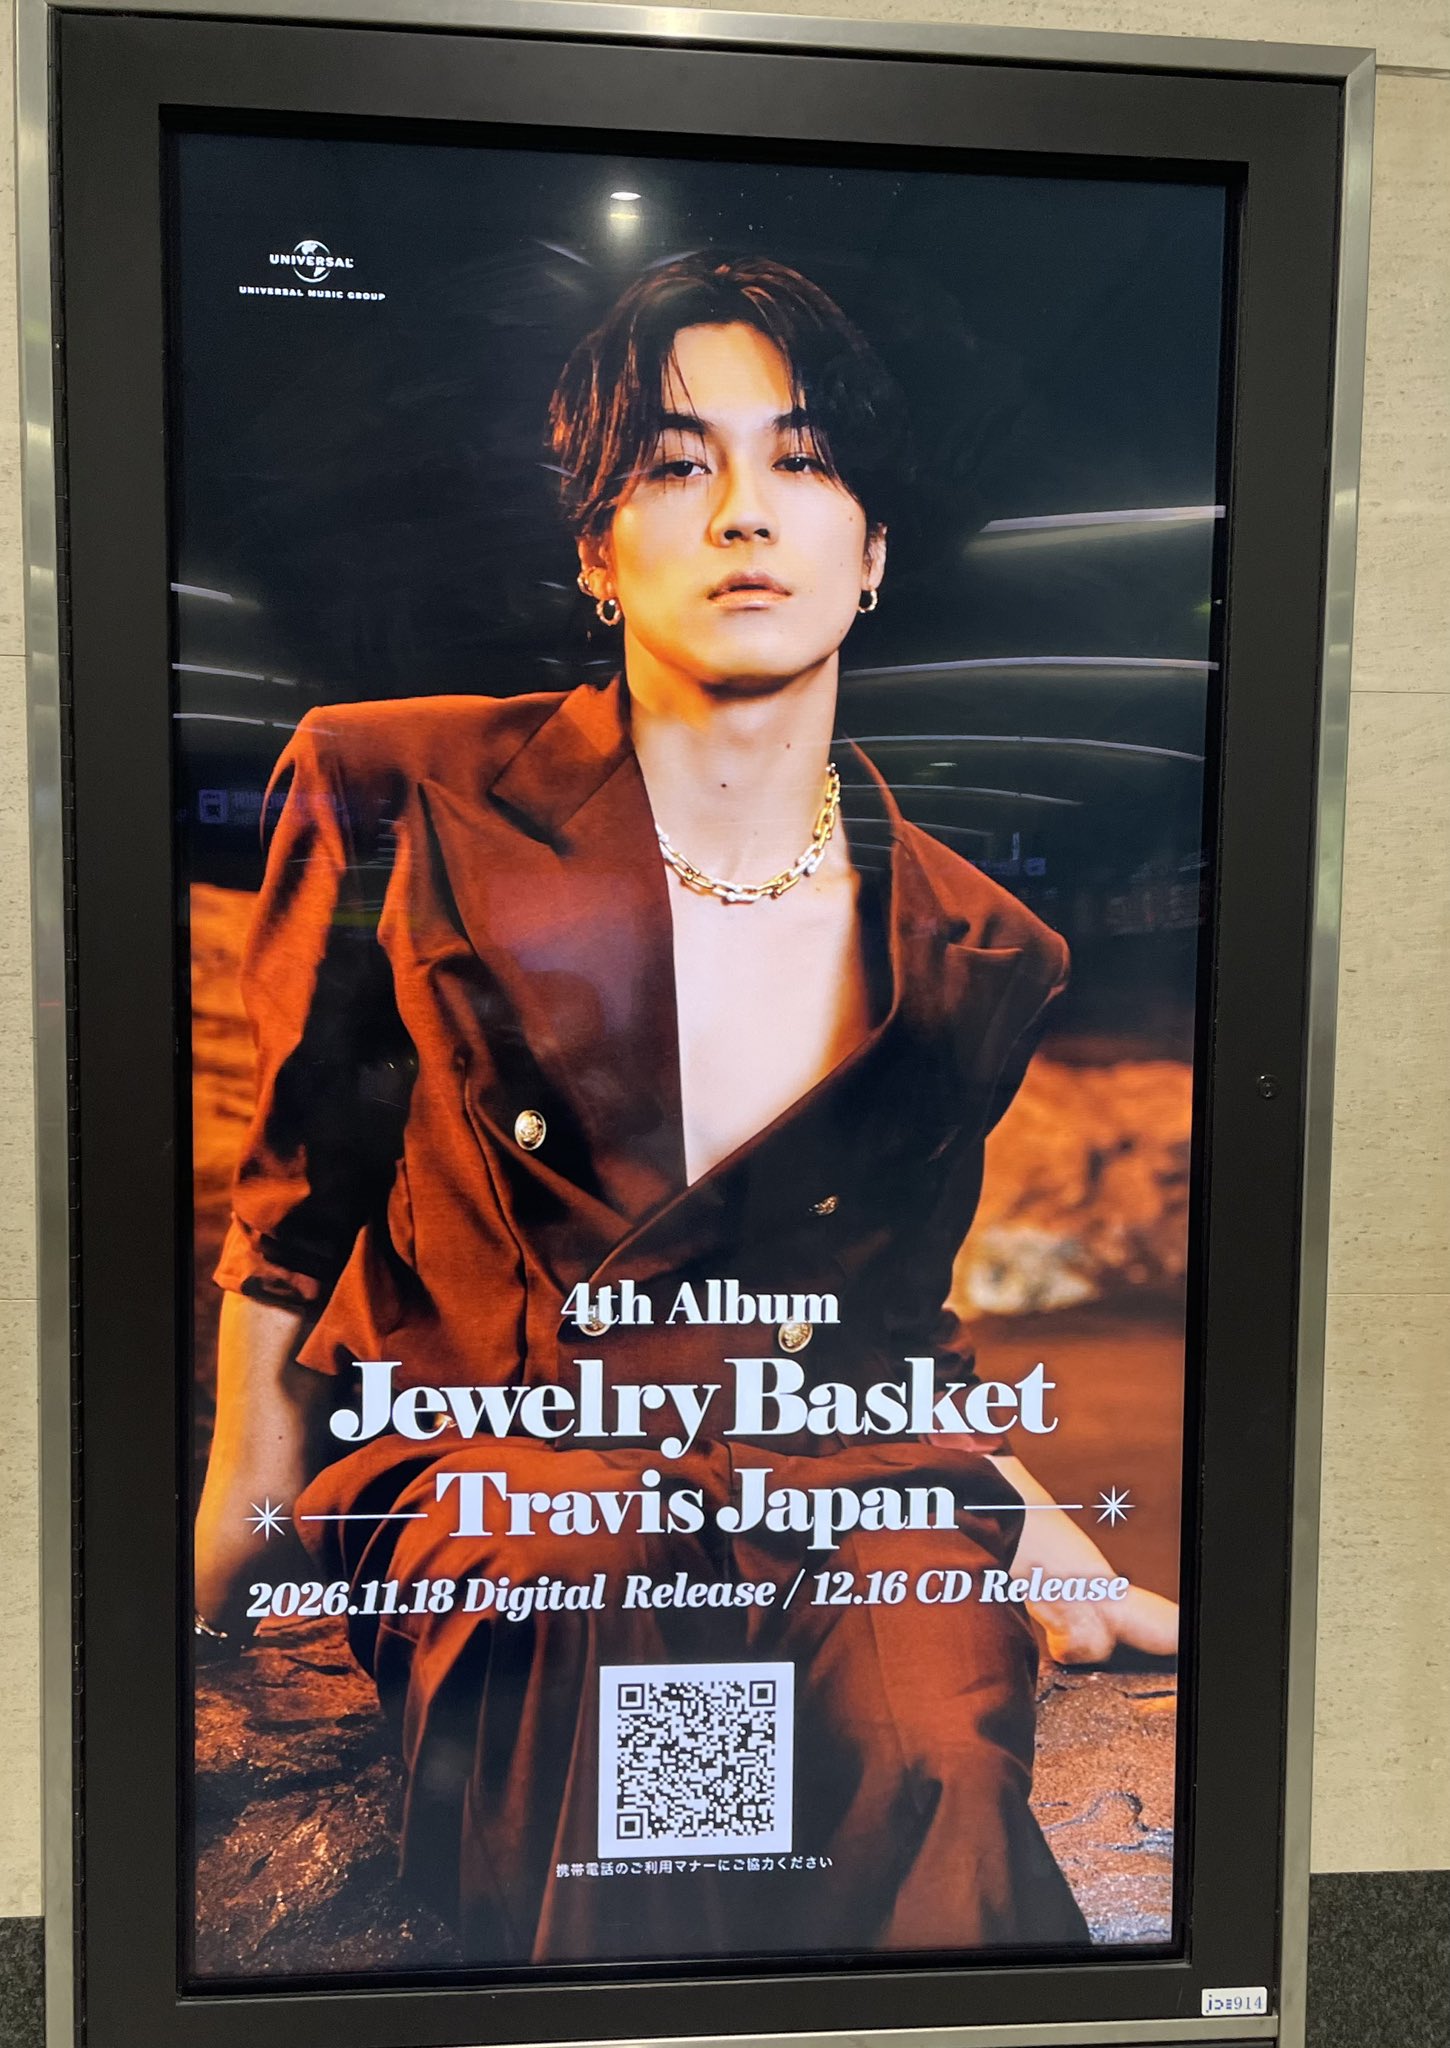 UNIVERSAL
UNIVERSAL MUSIC GROUP
4th Album
Jewelry Basket
Travis Japan
2026.11.18 Digital Release / 12.16 CD Release
携帯電話のご利用マナーにご協力ください